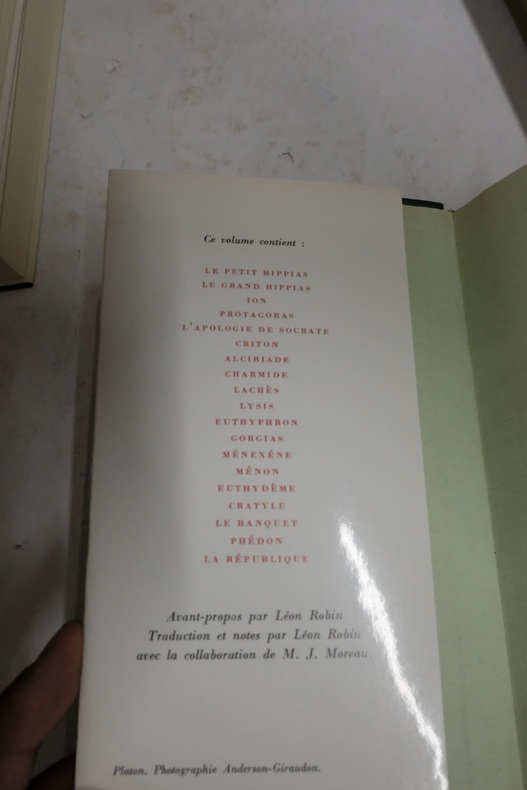 Ce volume contient :
LE PETIT HIPPIAS
LE GRAND HIPPIAS
ION
PROTAGORAS
L'APOLOGIE DE SOCRATE
CRITON
ALCIBIADE
CHARMIDE
LACHÈS
LYSIS
EUTHYPHRON
GORGIAS
MÉNEXÉNE
MÉNON
EUTHYDÈME
CRATYLE
LE BANQUET
PHÉDON
LA RÉPUBLIQUE
Avant-propos par Léon Robin
Traduction et notes par Léon Robin
avec la collaboration de M. J. Moreau.
Platon. Photographie Anderson-Giraudon.